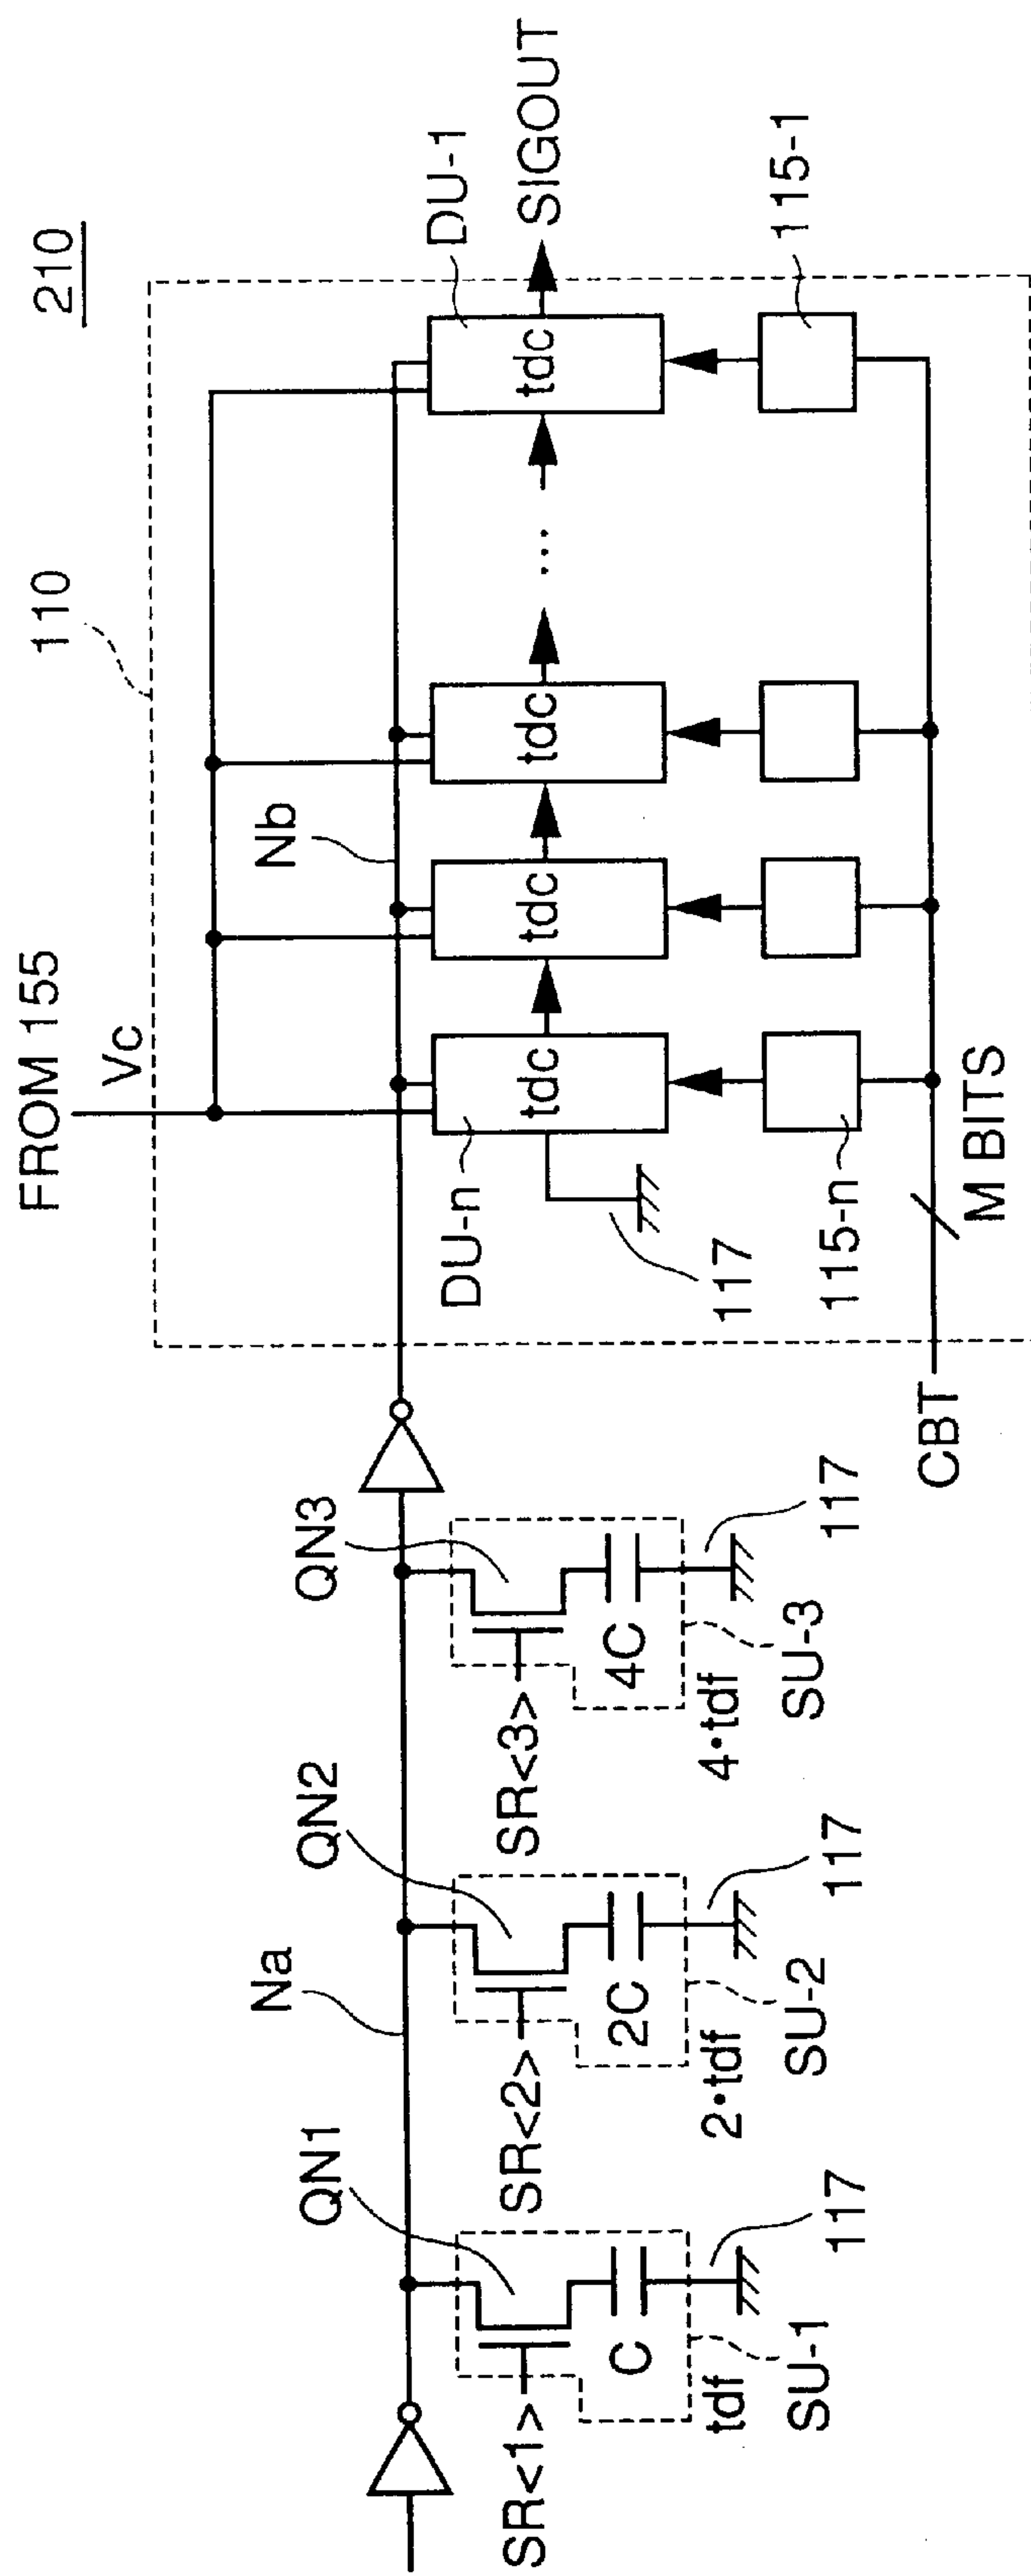 210
FROM 155
Vc
110
Nb
DU-1
SIGOUT
tdc
tdc
tdc
...
tdc
DU-n
117
115-n
115-1
M BITS
CBT
Na
QN1
QN2
QN3
SR<1>
SR<2>
SR<3>
C
2C
4C
tdf
2•tdf
4•tdf
SU-1
SU-2
SU-3
117
117
117